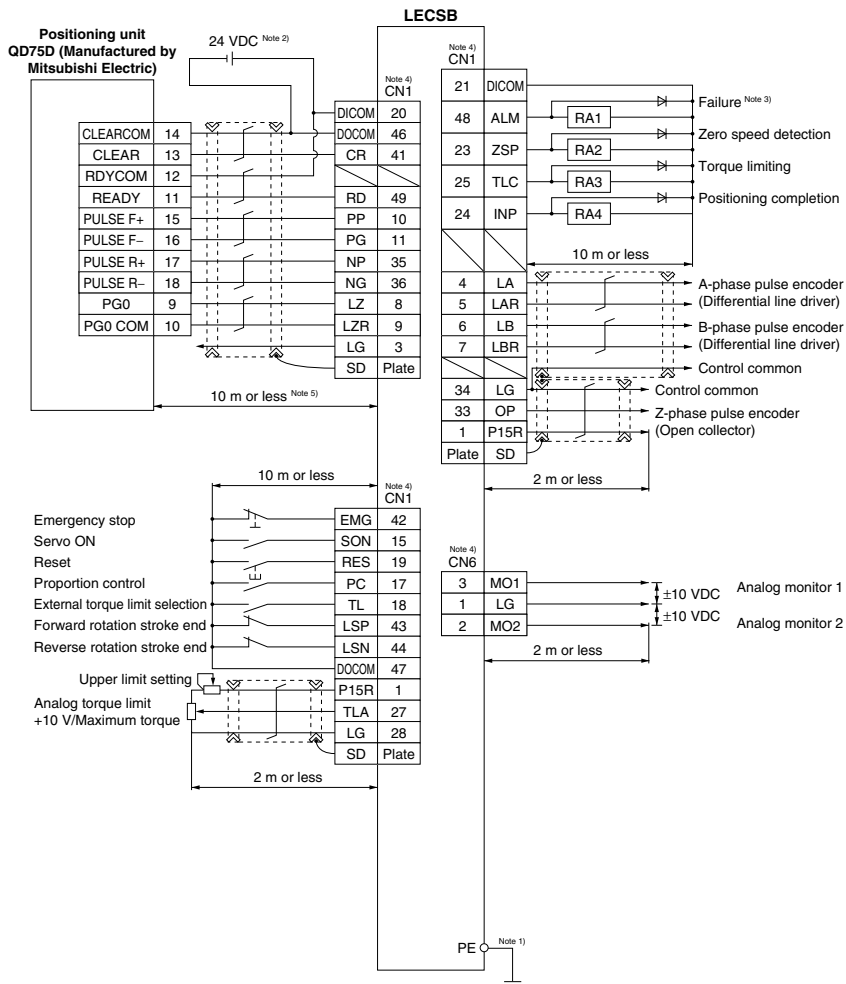 LECSB
Positioning unit
QD75D (Manufactured by
Mitsubishi Electric)
24 VDC Note 2)
Note 4)
CN1
DICOM 20
CLEARCOM 14 DOCOM 46
CLEAR 13 CR 41
RDYCOM 12
READY 11 RD 49
PULSE F+ 15 PP 10
PULSE F− 16 PG 11
PULSE R+ 17 NP 35
PULSE R− 18 NG 36
PG0 9 LZ 8
PG0 COM 10 LZR 9
LG 3
SD Plate
10 m or less Note 5)
Note 4)
CN1
21 DICOM
48 ALM RA1 Failure Note 3)
23 ZSP RA2 Zero speed detection
25 TLC RA3 Torque limiting
24 INP RA4 Positioning completion
10 m or less
4 LA A-phase pulse encoder
5 LAR (Differential line driver)
6 LB B-phase pulse encoder
7 LBR (Differential line driver)
Control common
34 LG Control common
33 OP Z-phase pulse encoder
1 P15R (Open collector)
Plate SD
2 m or less
10 m or less
Note 4)
CN1
Emergency stop EMG 42
Servo ON SON 15
Reset RES 19
Proportion control PC 17
External torque limit selection TL 18
Forward rotation stroke end LSP 43
Reverse rotation stroke end LSN 44
DOCOM 47
Upper limit setting P15R 1
Analog torque limit
+10 V/Maximum torque TLA 27
LG 28
SD Plate
2 m or less
Note 4)
CN6
3 MO1 Analog monitor 1
±10 VDC
1 LG
±10 VDC
2 MO2 Analog monitor 2
2 m or less
PE Note 1)